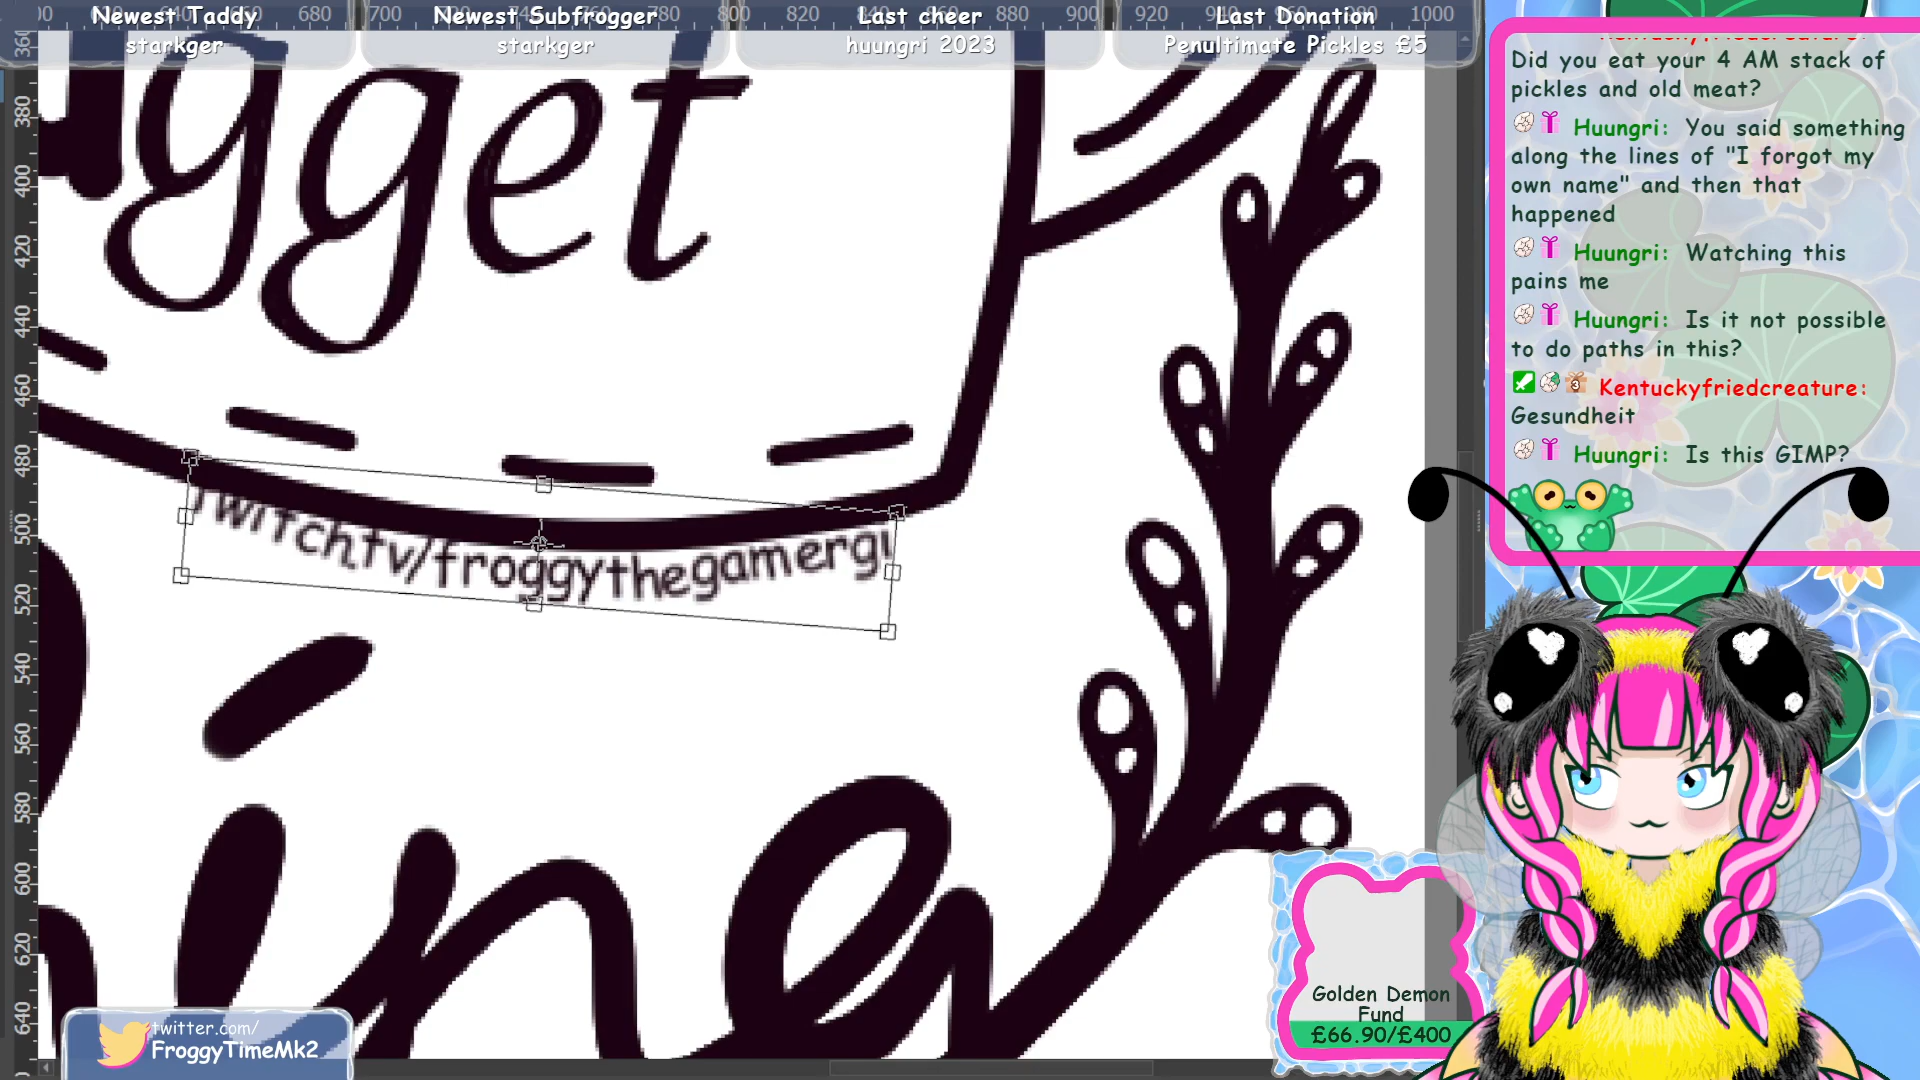 Newest Taddy
starkger
Newest Subfrogger
starkger
Last cheer
huungri 2023
Last Donation
Penultimate Pickles £5
Did you eat your 4 AM stack of
pickles and old meat?
Huungri: You said something
along the lines of "I forgot my
own name" and then that
happened
Huungri: Watching this
pains me
Huungri: Is it not possible
to do paths in this?
3 Kentuckyfriedcreature:
Gesundheit
Huungri: Is this GIMP?
gget
Twitch.tv/froggythegamergi
Golden Demon
Fund
£66.90/£400
twitter.com/
FroggyTimeMk2